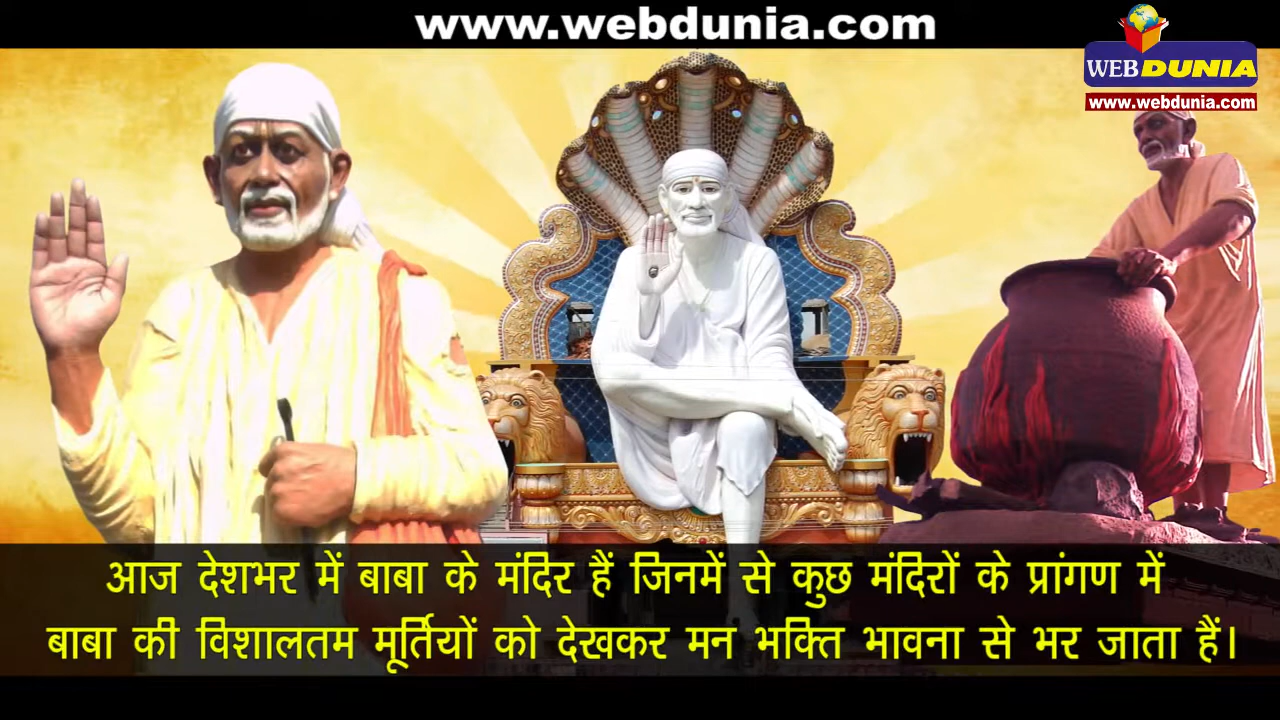 www.webdunia.com
WEBDUNIA
www.webdunia.com
आज देशभर में बाबा के मंदिर हैं जिनमें से कुछ मंदिरों के प्रांगण में
बाबा की विशालतम मूर्तियों को देखकर मन भक्ति भावना से भर जाता हैं।